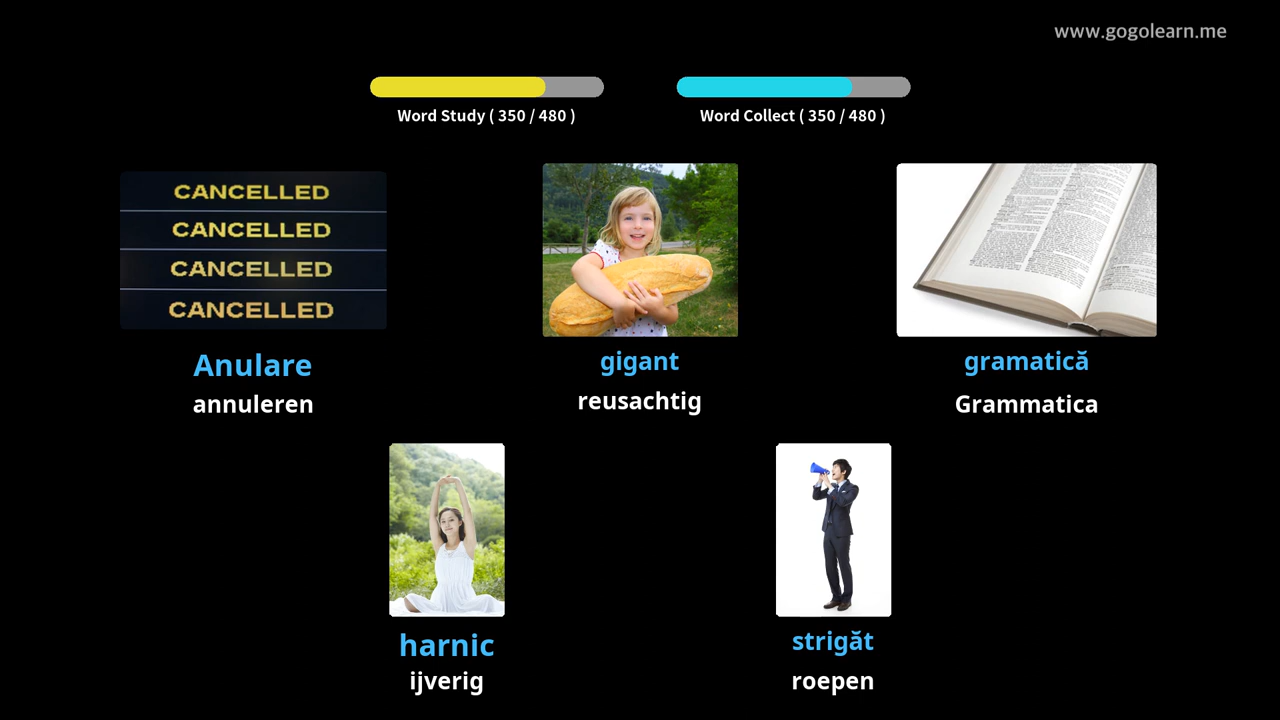 www.gogolearn.me
Word Study ( 350 / 480 )
Word Collect ( 350 / 480 )
CANCELLED
CANCELLED
CANCELLED
CANCELLED
Anulare
annuleren
gigant
reusachtig
gramatică
Grammatica
harnic
ijverig
strigăt
roepen